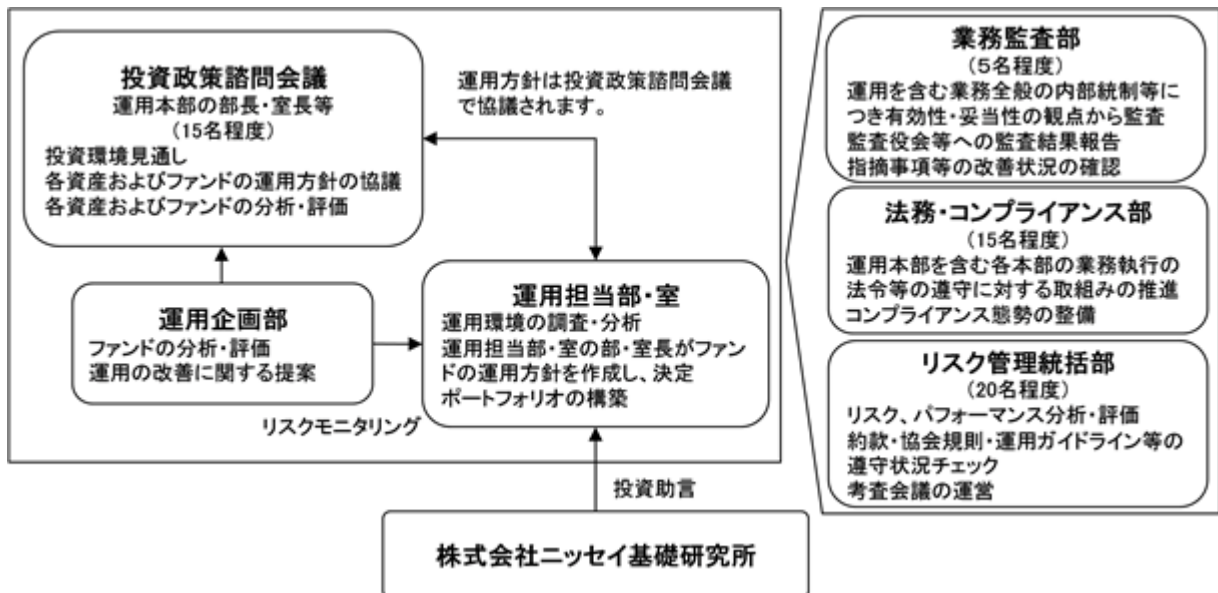 投資政策諮問会議
運用本部の部長・室長等
(15名程度)
投資環境見通し
各資産およびファンドの運用方針の協議
各資産およびファンドの分析・評価
運用方針は投資政策諮問会議
で協議されます。
運用企画部
ファンドの分析・評価
運用の改善に関する提案
運用担当部・室
運用環境の調査・分析
運用担当部・室の部・室長がファン
ドの運用方針を作成し、決定
ポートフォリオの構築
リスクモニタリング
投資助言
株式会社ニッセイ基礎研究所
業務監査部
(5名程度)
運用を含む業務全般の内部統制等に
つき有効性・妥当性の観点から監査
監査役会等への監査結果報告
指摘事項等の改善状況の確認
法務・コンプライアンス部
(15名程度)
運用本部を含む各本部の業務執行の
法令等の遵守に対する取組みの推進
コンプライアンス態勢の整備
リスク管理統括部
(20名程度)
リスク、パフォーマンス分析・評価
約款・協会規則・運用ガイドライン等の
遵守状況チェック
考査会議の運営